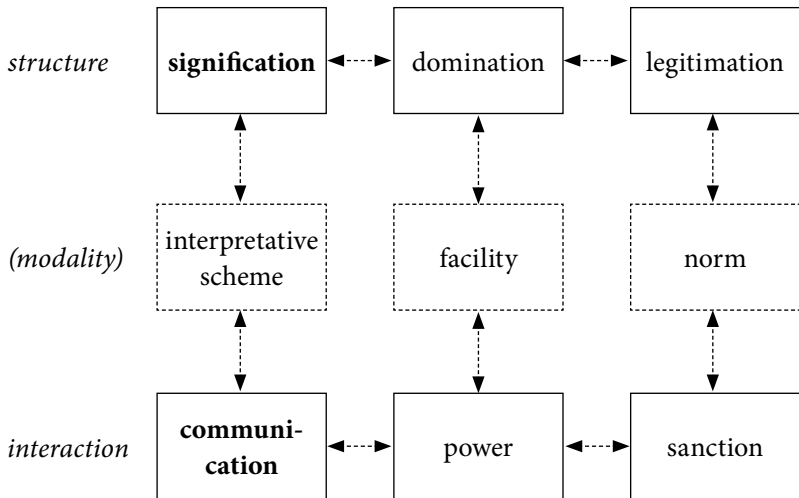 structure
signification
domination
legitimation
(modality)
interpretative
scheme
facility
norm
interaction
communi-
cation
power
sanction